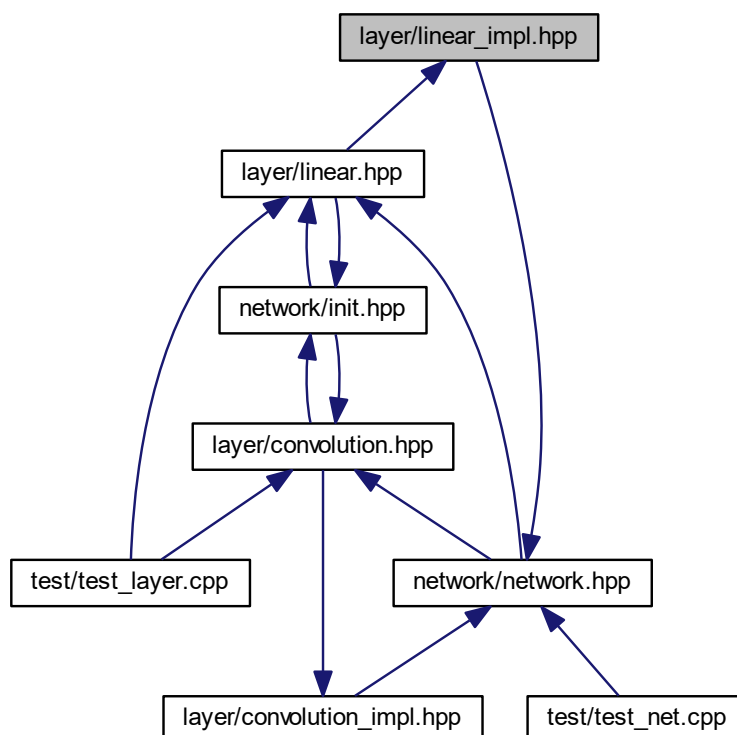 layer/linear_impl.hpp
layer/linear.hpp
network/init.hpp
layer/convolution.hpp
test/test_layer.cpp
network/network.hpp
layer/convolution_impl.hpp
test/test_net.cpp